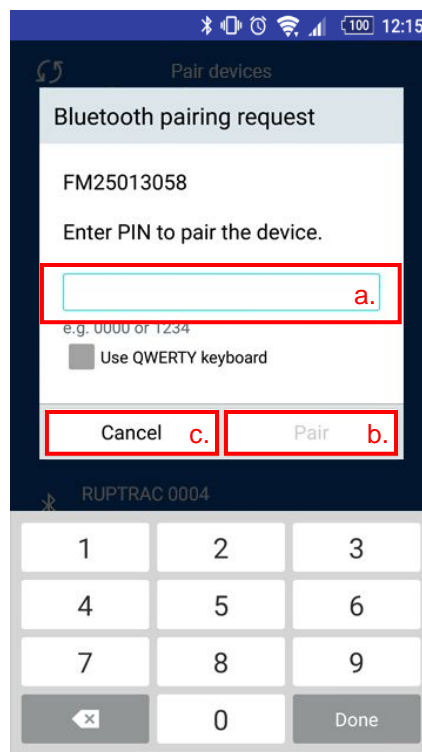 100 12:15
Pair devices
Bluetooth pairing request
FM25013058
Enter PIN to pair the device.
a.
e.g. 0000 or 1234
Use QWERTY keyboard
Cancel c. Pair b.
RUPTRAC 0004
1 2 3
4 5 6
7 8 9
0 Done